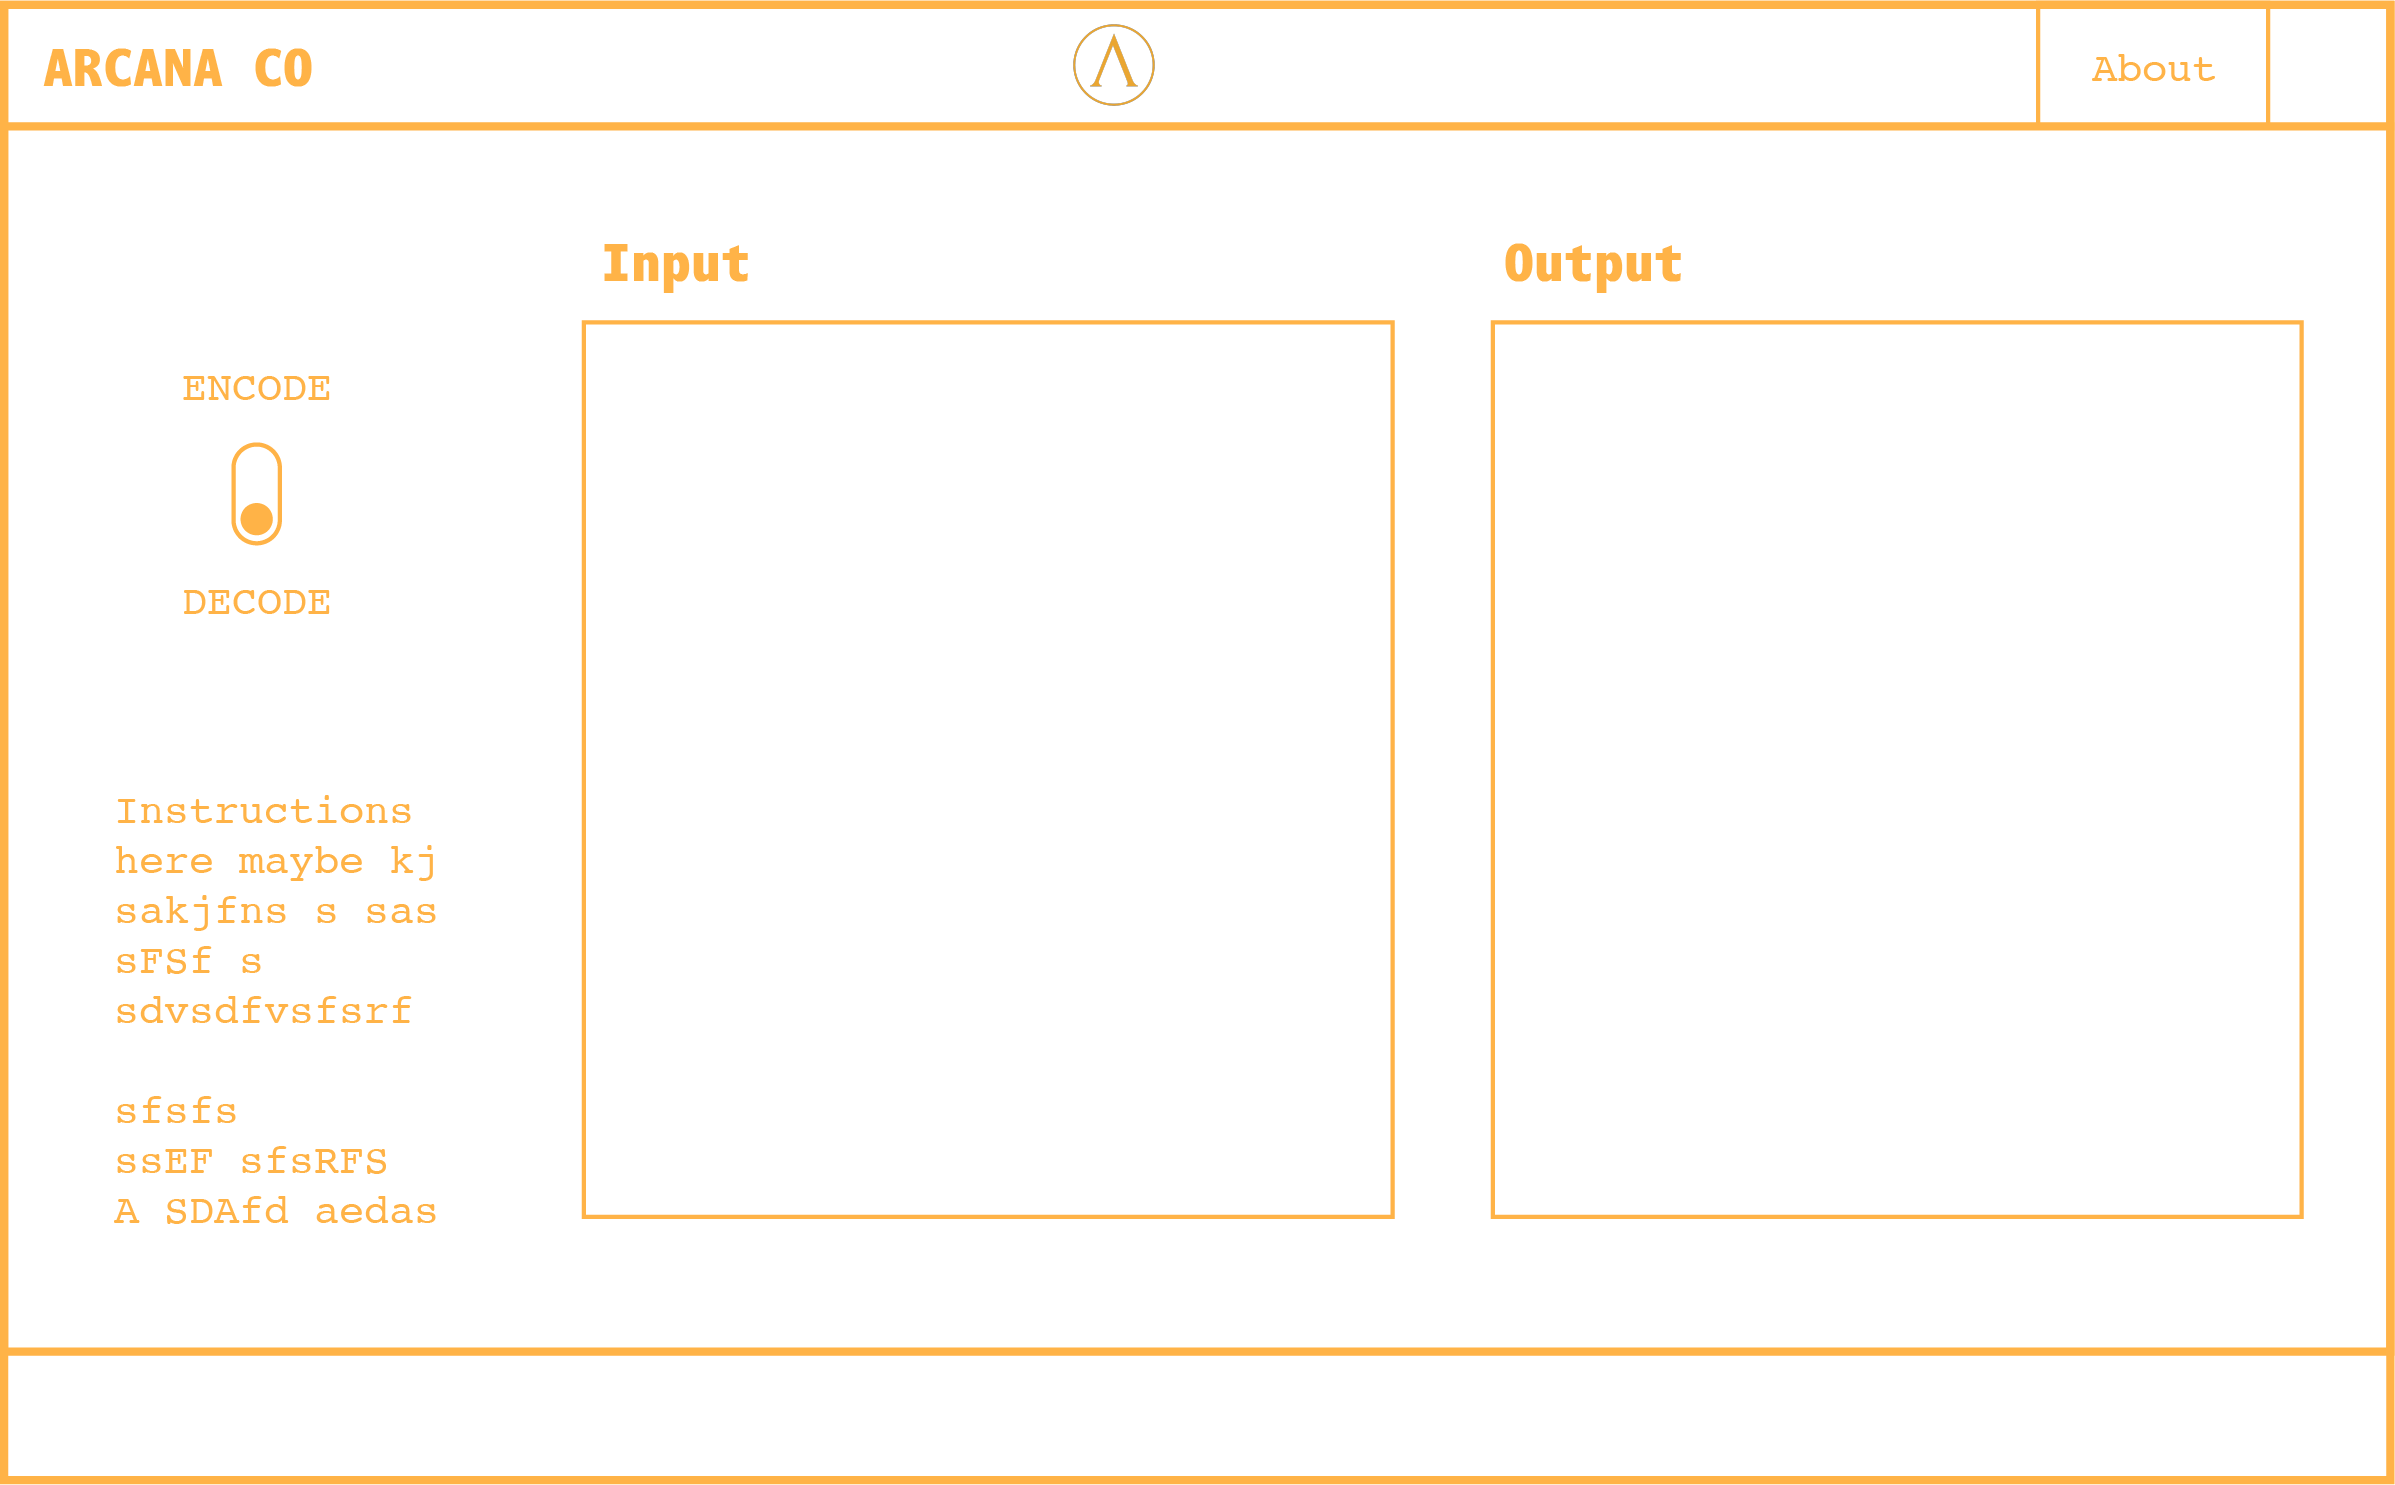 ARCANA CO
Λ
About
Input
Output
ENCODE
DECODE
Instructions
here maybe kj
sakjfns s sas
sFSf s
sdvsdfvsfsrf
sfsfs
ssEF sfsRFS
A SDAfd aedas